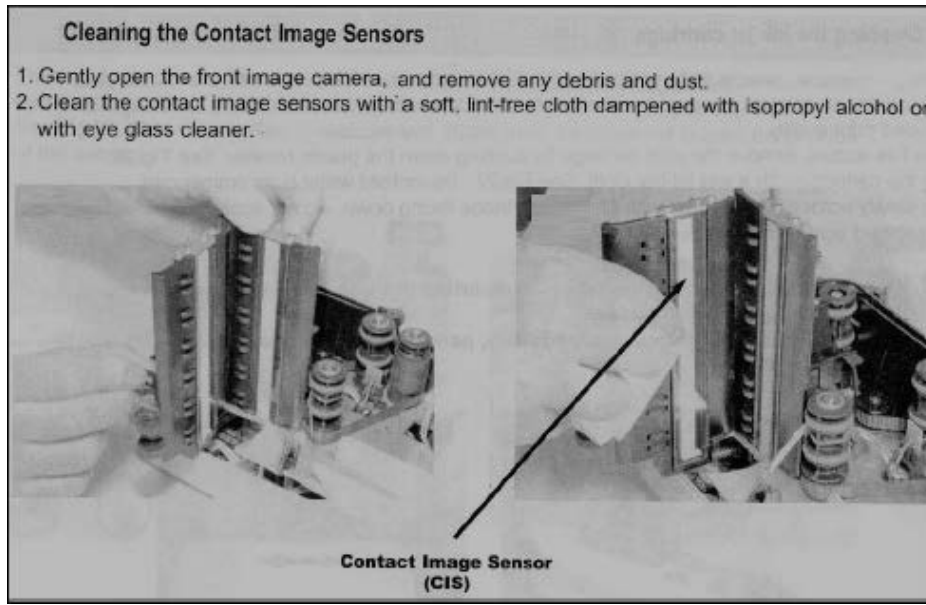 Cleaning the Contact Image Sensors
1. Gently open the front image camera, and remove any debris and dust.
2. Clean the contact image sensors with a soft, lint-free cloth dampened with isopropyl alcohol or
with eye glass cleaner.
Contact Image Sensor
(CIS)